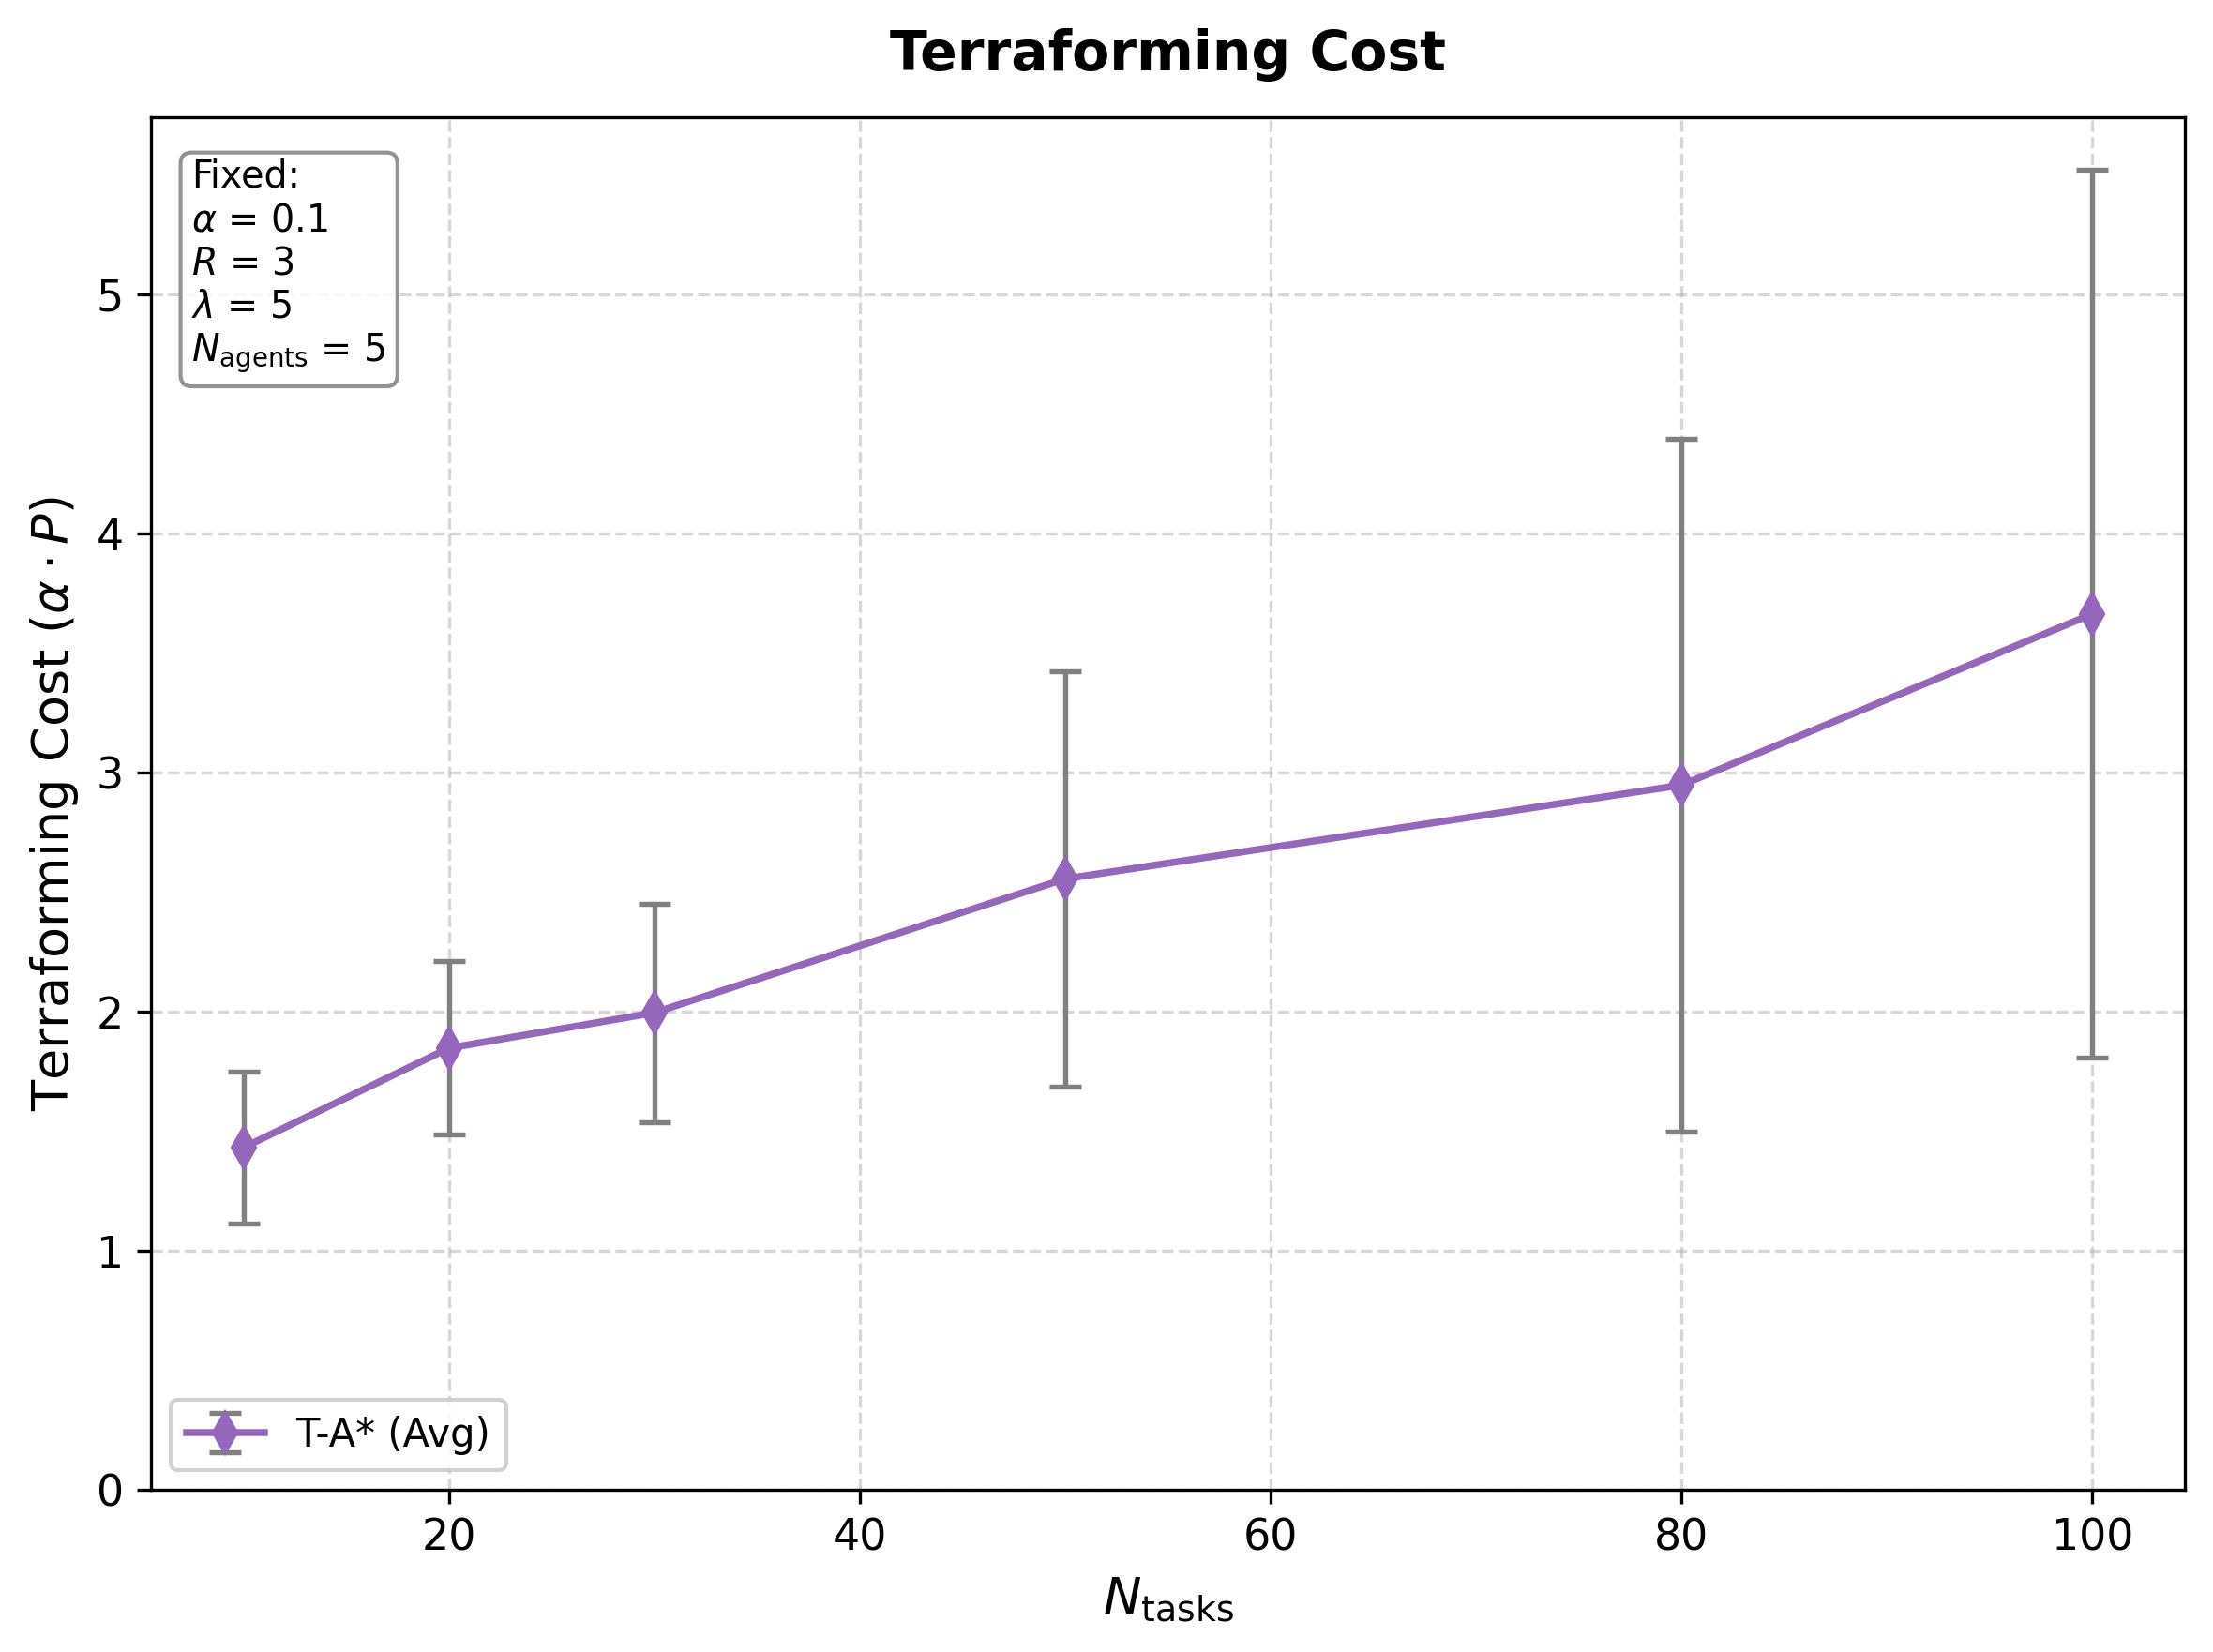 Terraforming Cost
Fixed:
α = 0.1
R = 3
λ = 5
N_agents = 5
Terraforming Cost (α · P)
5
4
3
2
1
0
T-A* (Avg)
20 40 60 80 100
N_tasks